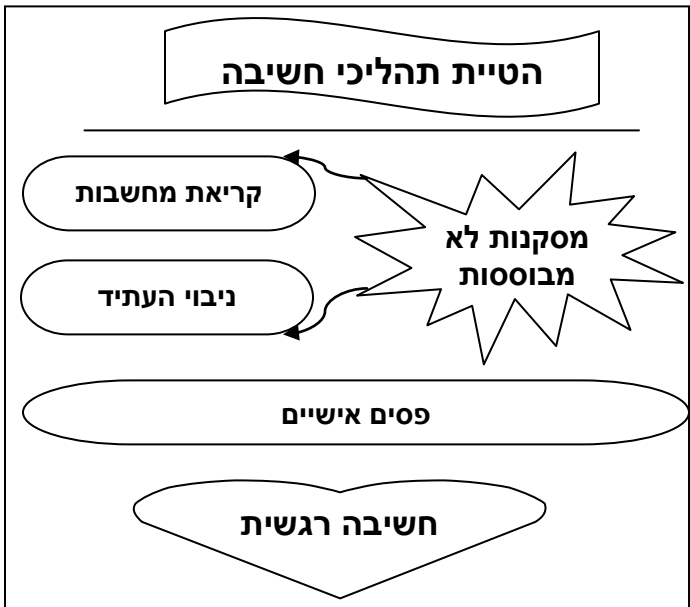 הטיית תהליכי חשיבה
מסקנות לא
מבוססות
קריאת מחשבות
ניבוי העתיד
פסים אישיים
חשיבה רגשית